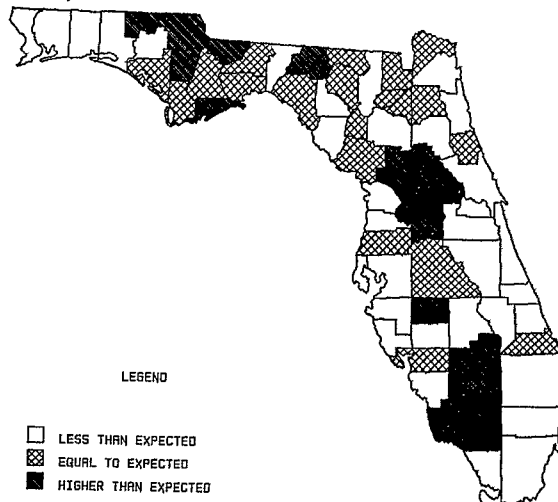 LEGEND
LESS THAN EXPECTED
EQUAL TO EXPECTED
HIGHER THAN EXPECTED